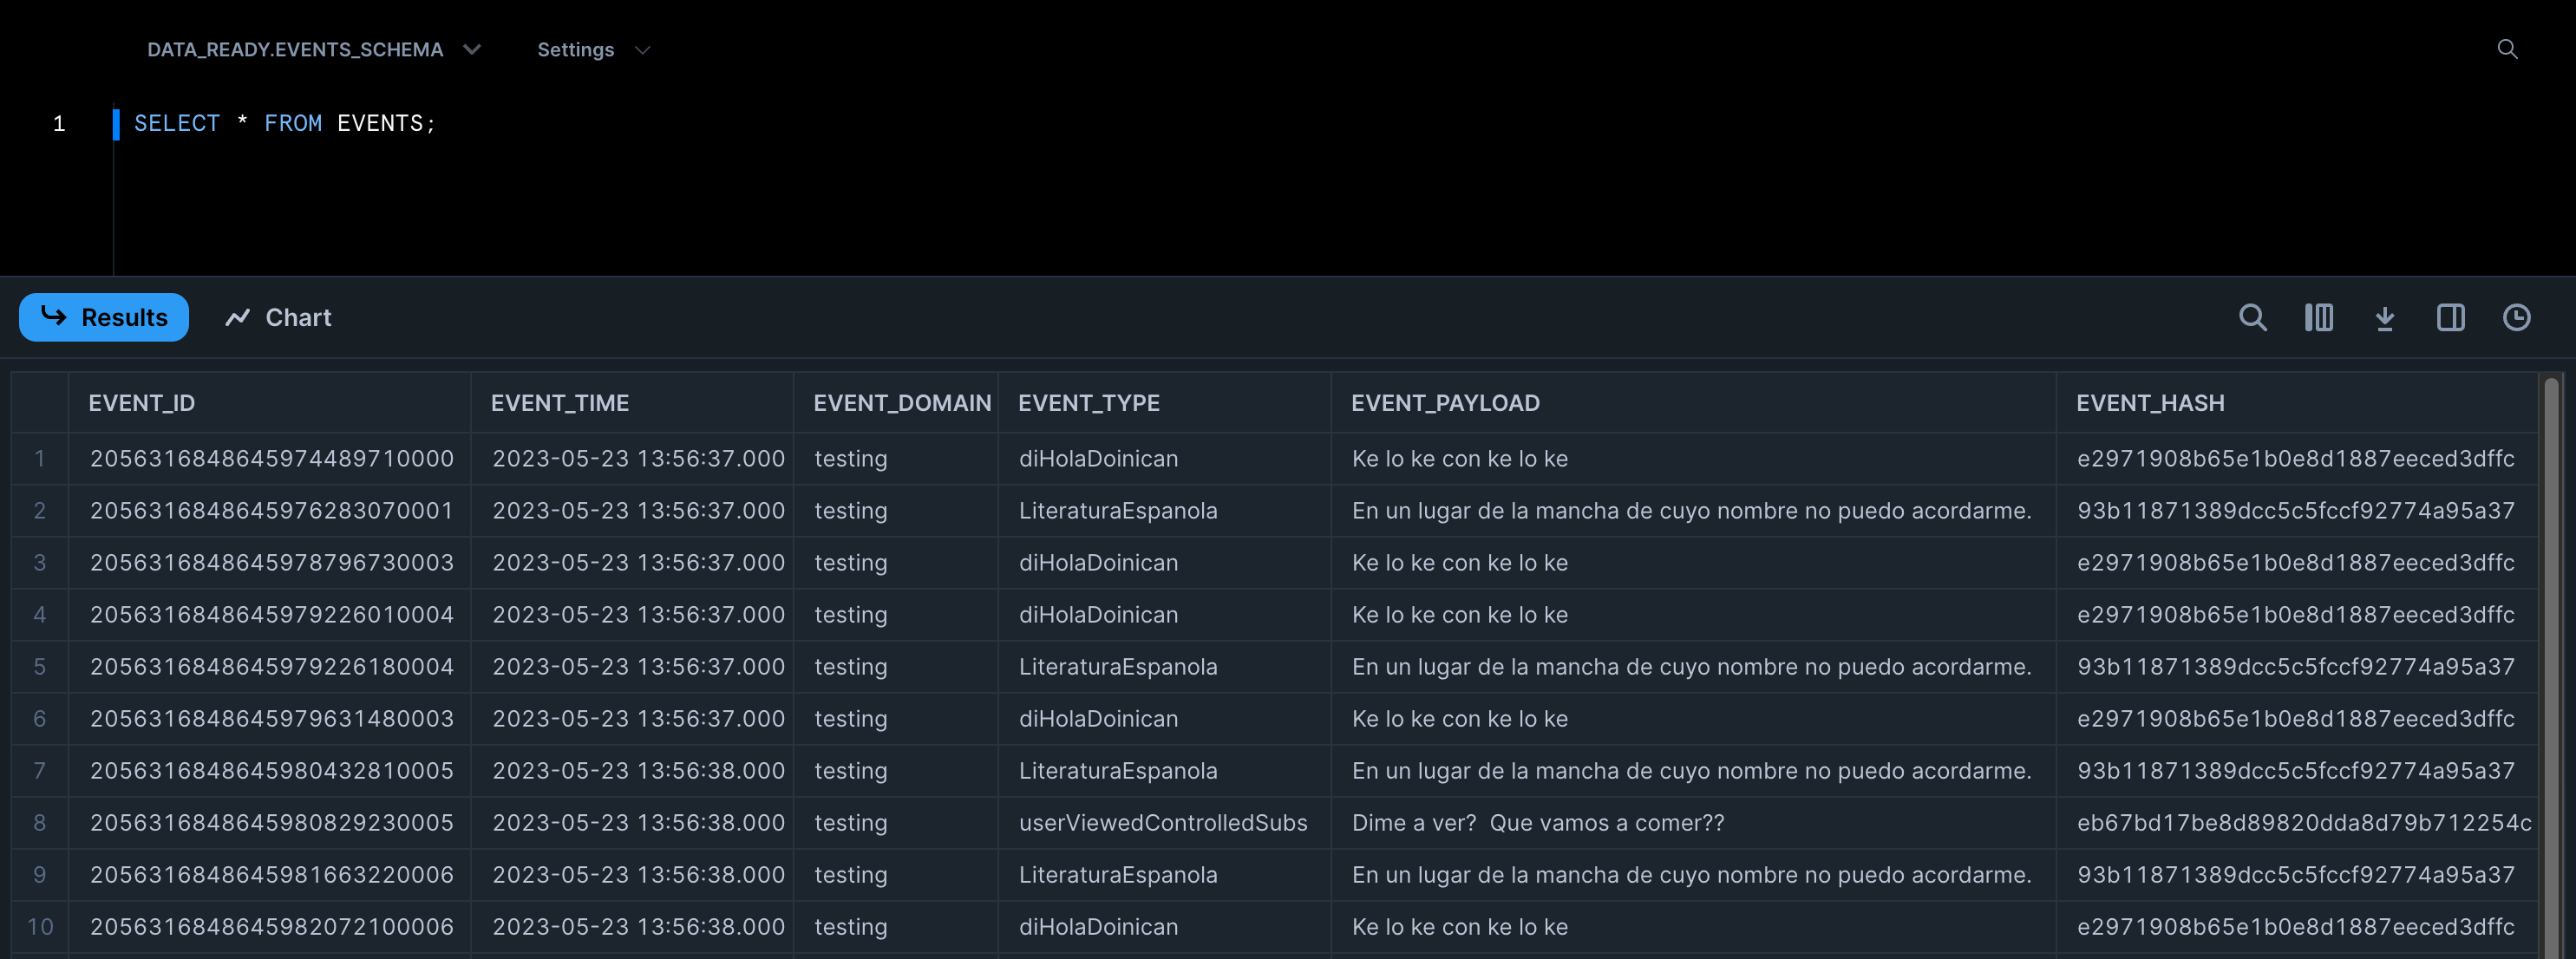 DATA_READY.EVENTS_SCHEMA Settings
1 SELECT * FROM EVENTS;
Results Chart
EVENT_ID EVENT_TIME EVENT_DOMAIN EVENT_TYPE EVENT_PAYLOAD EVENT_HASH
1 2056316848645974489710000 2023-05-23 13:56:37.000 testing diHolaDoinican Ke lo ke con ke lo ke e2971908b65e1b0e8d1887eeced3dffc
2 2056316848645976283070001 2023-05-23 13:56:37.000 testing LiteraturaEspanola En un lugar de la mancha de cuyo nombre no puedo acordarme. 93b11871389dcc5c5fccf92774a95a37
3 2056316848645978796730003 2023-05-23 13:56:37.000 testing diHolaDoinican Ke lo ke con ke lo ke e2971908b65e1b0e8d1887eeced3dffc
4 2056316848645979226010004 2023-05-23 13:56:37.000 testing diHolaDoinican Ke lo ke con ke lo ke e2971908b65e1b0e8d1887eeced3dffc
5 2056316848645979226180004 2023-05-23 13:56:37.000 testing LiteraturaEspanola En un lugar de la mancha de cuyo nombre no puedo acordarme. 93b11871389dcc5c5fccf92774a95a37
6 2056316848645979631480003 2023-05-23 13:56:37.000 testing diHolaDoinican Ke lo ke con ke lo ke e2971908b65e1b0e8d1887eeced3dffc
7 2056316848645980432810005 2023-05-23 13:56:38.000 testing LiteraturaEspanola En un lugar de la mancha de cuyo nombre no puedo acordarme. 93b11871389dcc5c5fccf92774a95a37
8 2056316848645980829230005 2023-05-23 13:56:38.000 testing userViewedControlledSubs Dime a ver?  Que vamos a comer?? eb67bd17be8d89820dda8d79b712254c
9 2056316848645981663220006 2023-05-23 13:56:38.000 testing LiteraturaEspanola En un lugar de la mancha de cuyo nombre no puedo acordarme. 93b11871389dcc5c5fccf92774a95a37
10 2056316848645982072100006 2023-05-23 13:56:38.000 testing diHolaDoinican Ke lo ke con ke lo ke e2971908b65e1b0e8d1887eeced3dffc